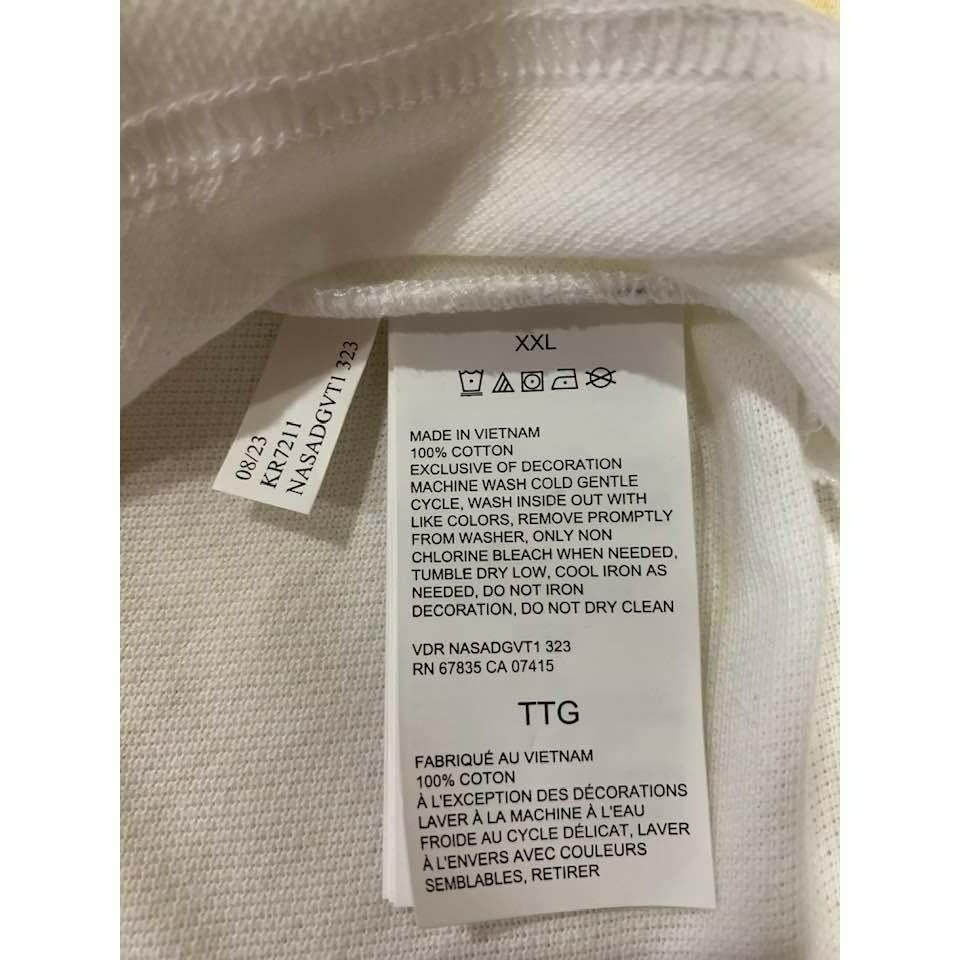 08/23
KR7211
NASADGVT1 323
XXL
MADE IN VIETNAM
100% COTTON
EXCLUSIVE OF DECORATION
MACHINE WASH COLD GENTLE
CYCLE, WASH INSIDE OUT WITH
LIKE COLORS, REMOVE PROMPTLY
FROM WASHER, ONLY NON
CHLORINE BLEACH WHEN NEEDED,
TUMBLE DRY LOW, COOL IRON AS
NEEDED, DO NOT IRON
DECORATION, DO NOT DRY CLEAN
VDR NASADGVT1 323
RN 67835 CA 07415
TTG
FABRIQUÉ AU VIETNAM
100% COTON
À L'EXCEPTION DES DÉCORATIONS
LAVER À LA MACHINE À L'EAU
FROIDE AU CYCLE DÉLICAT, LAVER
À L'ENVERS AVEC COULEURS
SEMBLABLES, RETIRER